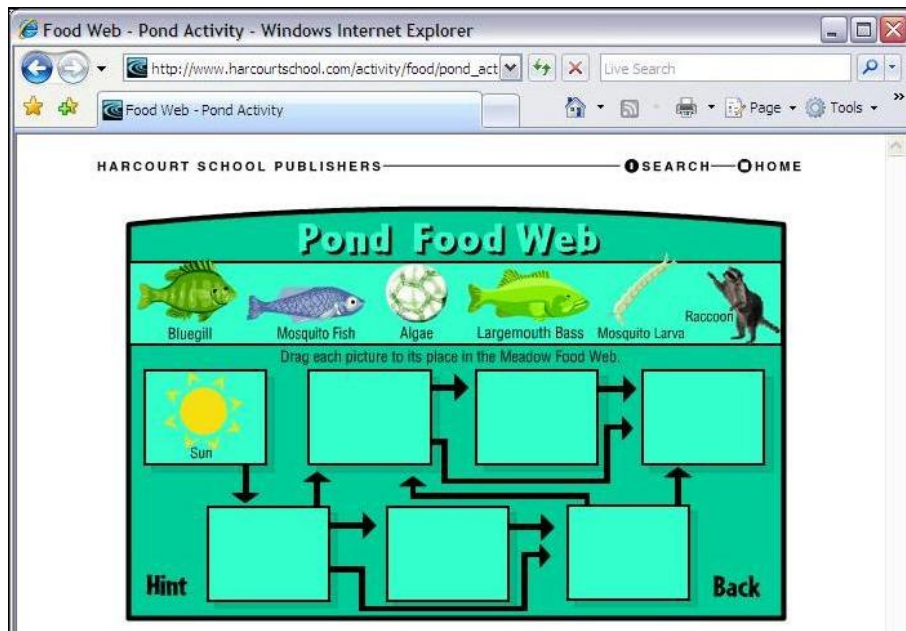 Food Web - Pond Activity - Windows Internet Explorer
http://www.harcourtschool.com/activity/food/pond_act
Live Search
Food Web - Pond Activity
Page
Tools
»
HARCOURT SCHOOL PUBLISHERS
SEARCH
HOME
Pond Food Web
Bluegill
Mosquito Fish
Algae
Largemouth Bass
Mosquito Larva
Raccoon
Drag each picture to its place in the Meadow Food Web.
Sun
Hint
Back